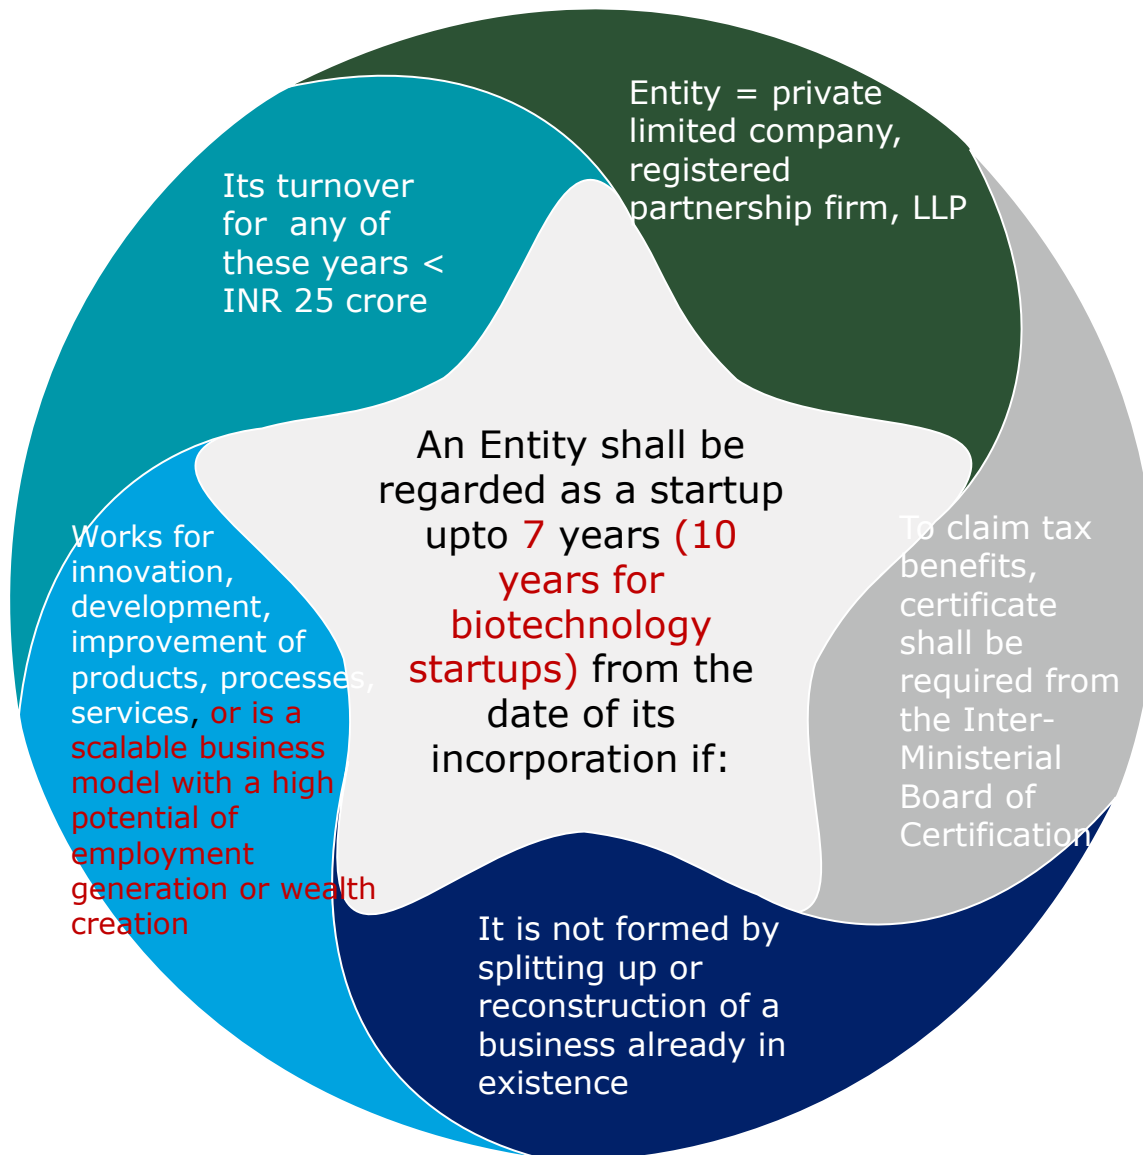 Entity = private
limited company,
registered
partnership firm, LLP
Its turnover
for any of
these years <
INR 25 crore
An Entity shall be
regarded as a startup
upto 7 years (10
years for
biotechnology
startups) from the
date of its
incorporation if:
To claim tax
benefits,
certificate
shall be
required from
the Inter-
Ministerial
Board of
Certification
Works for
innovation,
development,
improvement of
products, processes,
services, or is a
scalable business
model with a high
potential of
employment
generation or wealth
creation
It is not formed by
splitting up or
reconstruction of a
business already in
existence